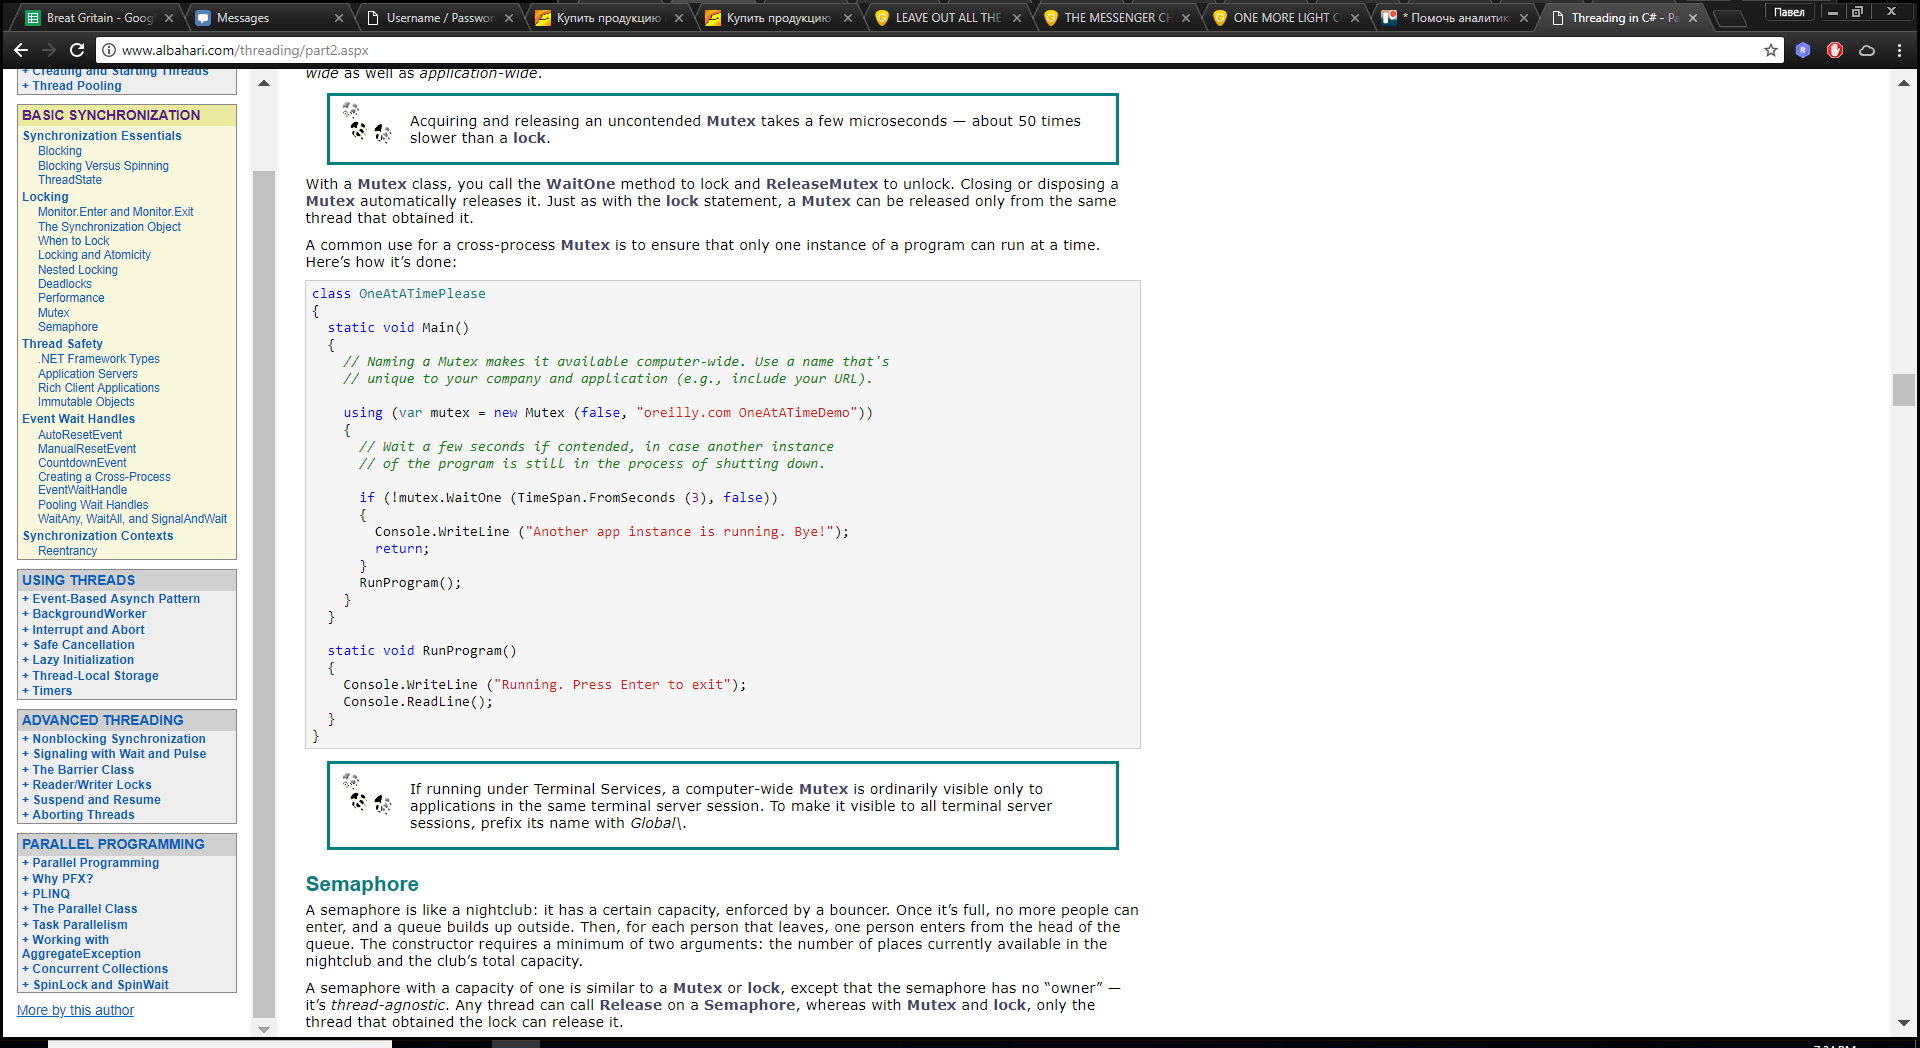 Breat Gritain - Goog
Messages
Username / Passwor
Купить продукцию
Купить продукцию
LEAVE OUT ALL THE
THE MESSENGER CH
ONE MORE LIGHT C
* Помочь аналитик
Threading in C# - Pa
Павел
www.albahari.com/threading/part2.aspx
+ Creating and Starting Threads
+ Thread Pooling
BASIC SYNCHRONIZATION
Synchronization Essentials
Blocking
Blocking Versus Spinning
ThreadState
Locking
Monitor.Enter and Monitor.Exit
The Synchronization Object
When to Lock
Locking and Atomicity
Nested Locking
Deadlocks
Performance
Mutex
Semaphore
Thread Safety
.NET Framework Types
Application Servers
Rich Client Applications
Immutable Objects
Event Wait Handles
AutoResetEvent
ManualResetEvent
CountdownEvent
Creating a Cross-Process
EventWaitHandle
Pooling Wait Handles
WaitAny, WaitAll, and SignalAndWait
Synchronization Contexts
Reentrancy
USING THREADS
+ Event-Based Asynch Pattern
+ BackgroundWorker
+ Interrupt and Abort
+ Safe Cancellation
+ Lazy Initialization
+ Thread-Local Storage
+ Timers
ADVANCED THREADING
+ Nonblocking Synchronization
+ Signaling with Wait and Pulse
+ The Barrier Class
+ Reader/Writer Locks
+ Suspend and Resume
+ Aborting Threads
PARALLEL PROGRAMMING
+ Parallel Programming
+ Why PFX?
+ PLINQ
+ The Parallel Class
+ Task Parallelism
+ Working with
AggregateException
+ Concurrent Collections
+ SpinLock and SpinWait
More by this author
wide as well as application-wide.
Acquiring and releasing an uncontended Mutex takes a few microseconds — about 50 times
slower than a lock.
With a Mutex class, you call the WaitOne method to lock and ReleaseMutex to unlock. Closing or disposing a
Mutex automatically releases it. Just as with the lock statement, a Mutex can be released only from the same
thread that obtained it.
A common use for a cross-process Mutex is to ensure that only one instance of a program can run at a time.
Here’s how it’s done:
class OneAtATimePlease
{
static void Main()
{
// Naming a Mutex makes it available computer-wide. Use a name that's
// unique to your company and application (e.g., include your URL).
using (var mutex = new Mutex (false, "oreilly.com OneAtATimeDemo"))
{
// Wait a few seconds if contended, in case another instance
// of the program is still in the process of shutting down.
if (!mutex.WaitOne (TimeSpan.FromSeconds (3), false))
{
Console.WriteLine ("Another app instance is running. Bye!");
return;
}
RunProgram();
}
}
static void RunProgram()
{
Console.WriteLine ("Running. Press Enter to exit");
Console.ReadLine();
}
}
If running under Terminal Services, a computer-wide Mutex is ordinarily visible only to
applications in the same terminal server session. To make it visible to all terminal server
sessions, prefix its name with Global\.
Semaphore
A semaphore is like a nightclub: it has a certain capacity, enforced by a bouncer. Once it’s full, no more people can
enter, and a queue builds up outside. Then, for each person that leaves, one person enters from the head of the
queue. The constructor requires a minimum of two arguments: the number of places currently available in the
nightclub and the club’s total capacity.
A semaphore with a capacity of one is similar to a Mutex or lock, except that the semaphore has no “owner” —
it’s thread-agnostic. Any thread can call Release on a Semaphore, whereas with Mutex and lock, only the
thread that obtained the lock can release it.